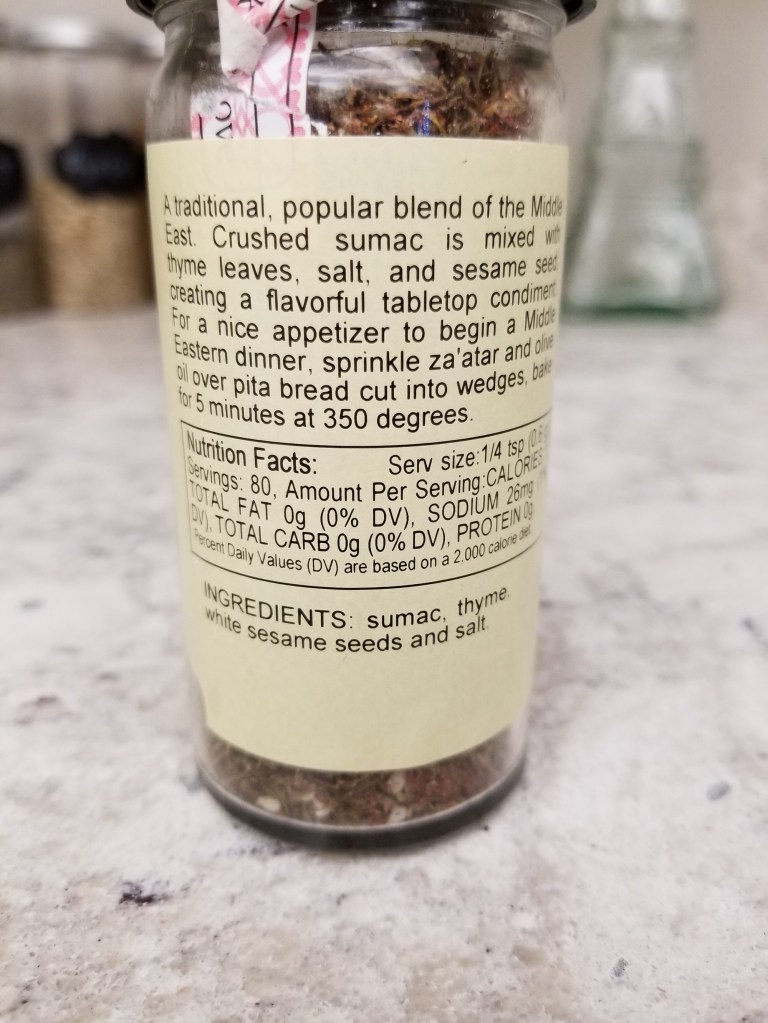 A traditional, popular blend of the Middle
East. Crushed sumac is mixed with
thyme leaves, salt, and sesame seed
creating a flavorful tabletop condiment.
For a nice appetizer to begin a Middle
Eastern dinner, sprinkle za'atar and olive
oil over pita bread cut into wedges, bake
for 5 minutes at 350 degrees.
Nutrition Facts: Serv size:1/4 tsp (0.6
Servings: 80, Amount Per Serving:CALORIES
TOTAL FAT 0g (0% DV), SODIUM 26mg
DV), TOTAL CARB 0g (0% DV), PROTEIN 0g
Percent Daily Values (DV) are based on a 2,000 calorie diet.
INGREDIENTS: sumac, thyme,
white sesame seeds and salt.